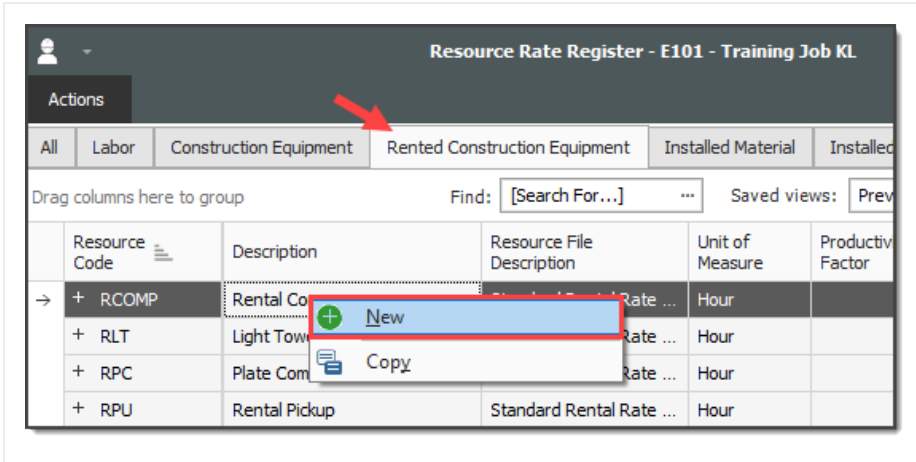 Resource Rate Register - E101 - Training Job KL
Actions
All Labor Construction Equipment Rented Construction Equipment Installed Material Installed
Drag columns here to group Find: [Search For...] ... Saved views: Prev
Resource Code Description Resource File Description Unit of Measure Productiv Factor
+ RCOMP Rental Co Standard Rental Rate ... Hour
New
+ RLT Light Tow Rate ... Hour
Copy
+ RPC Plate Com Rate ... Hour
+ RPU Rental Pickup Standard Rental Rate ... Hour